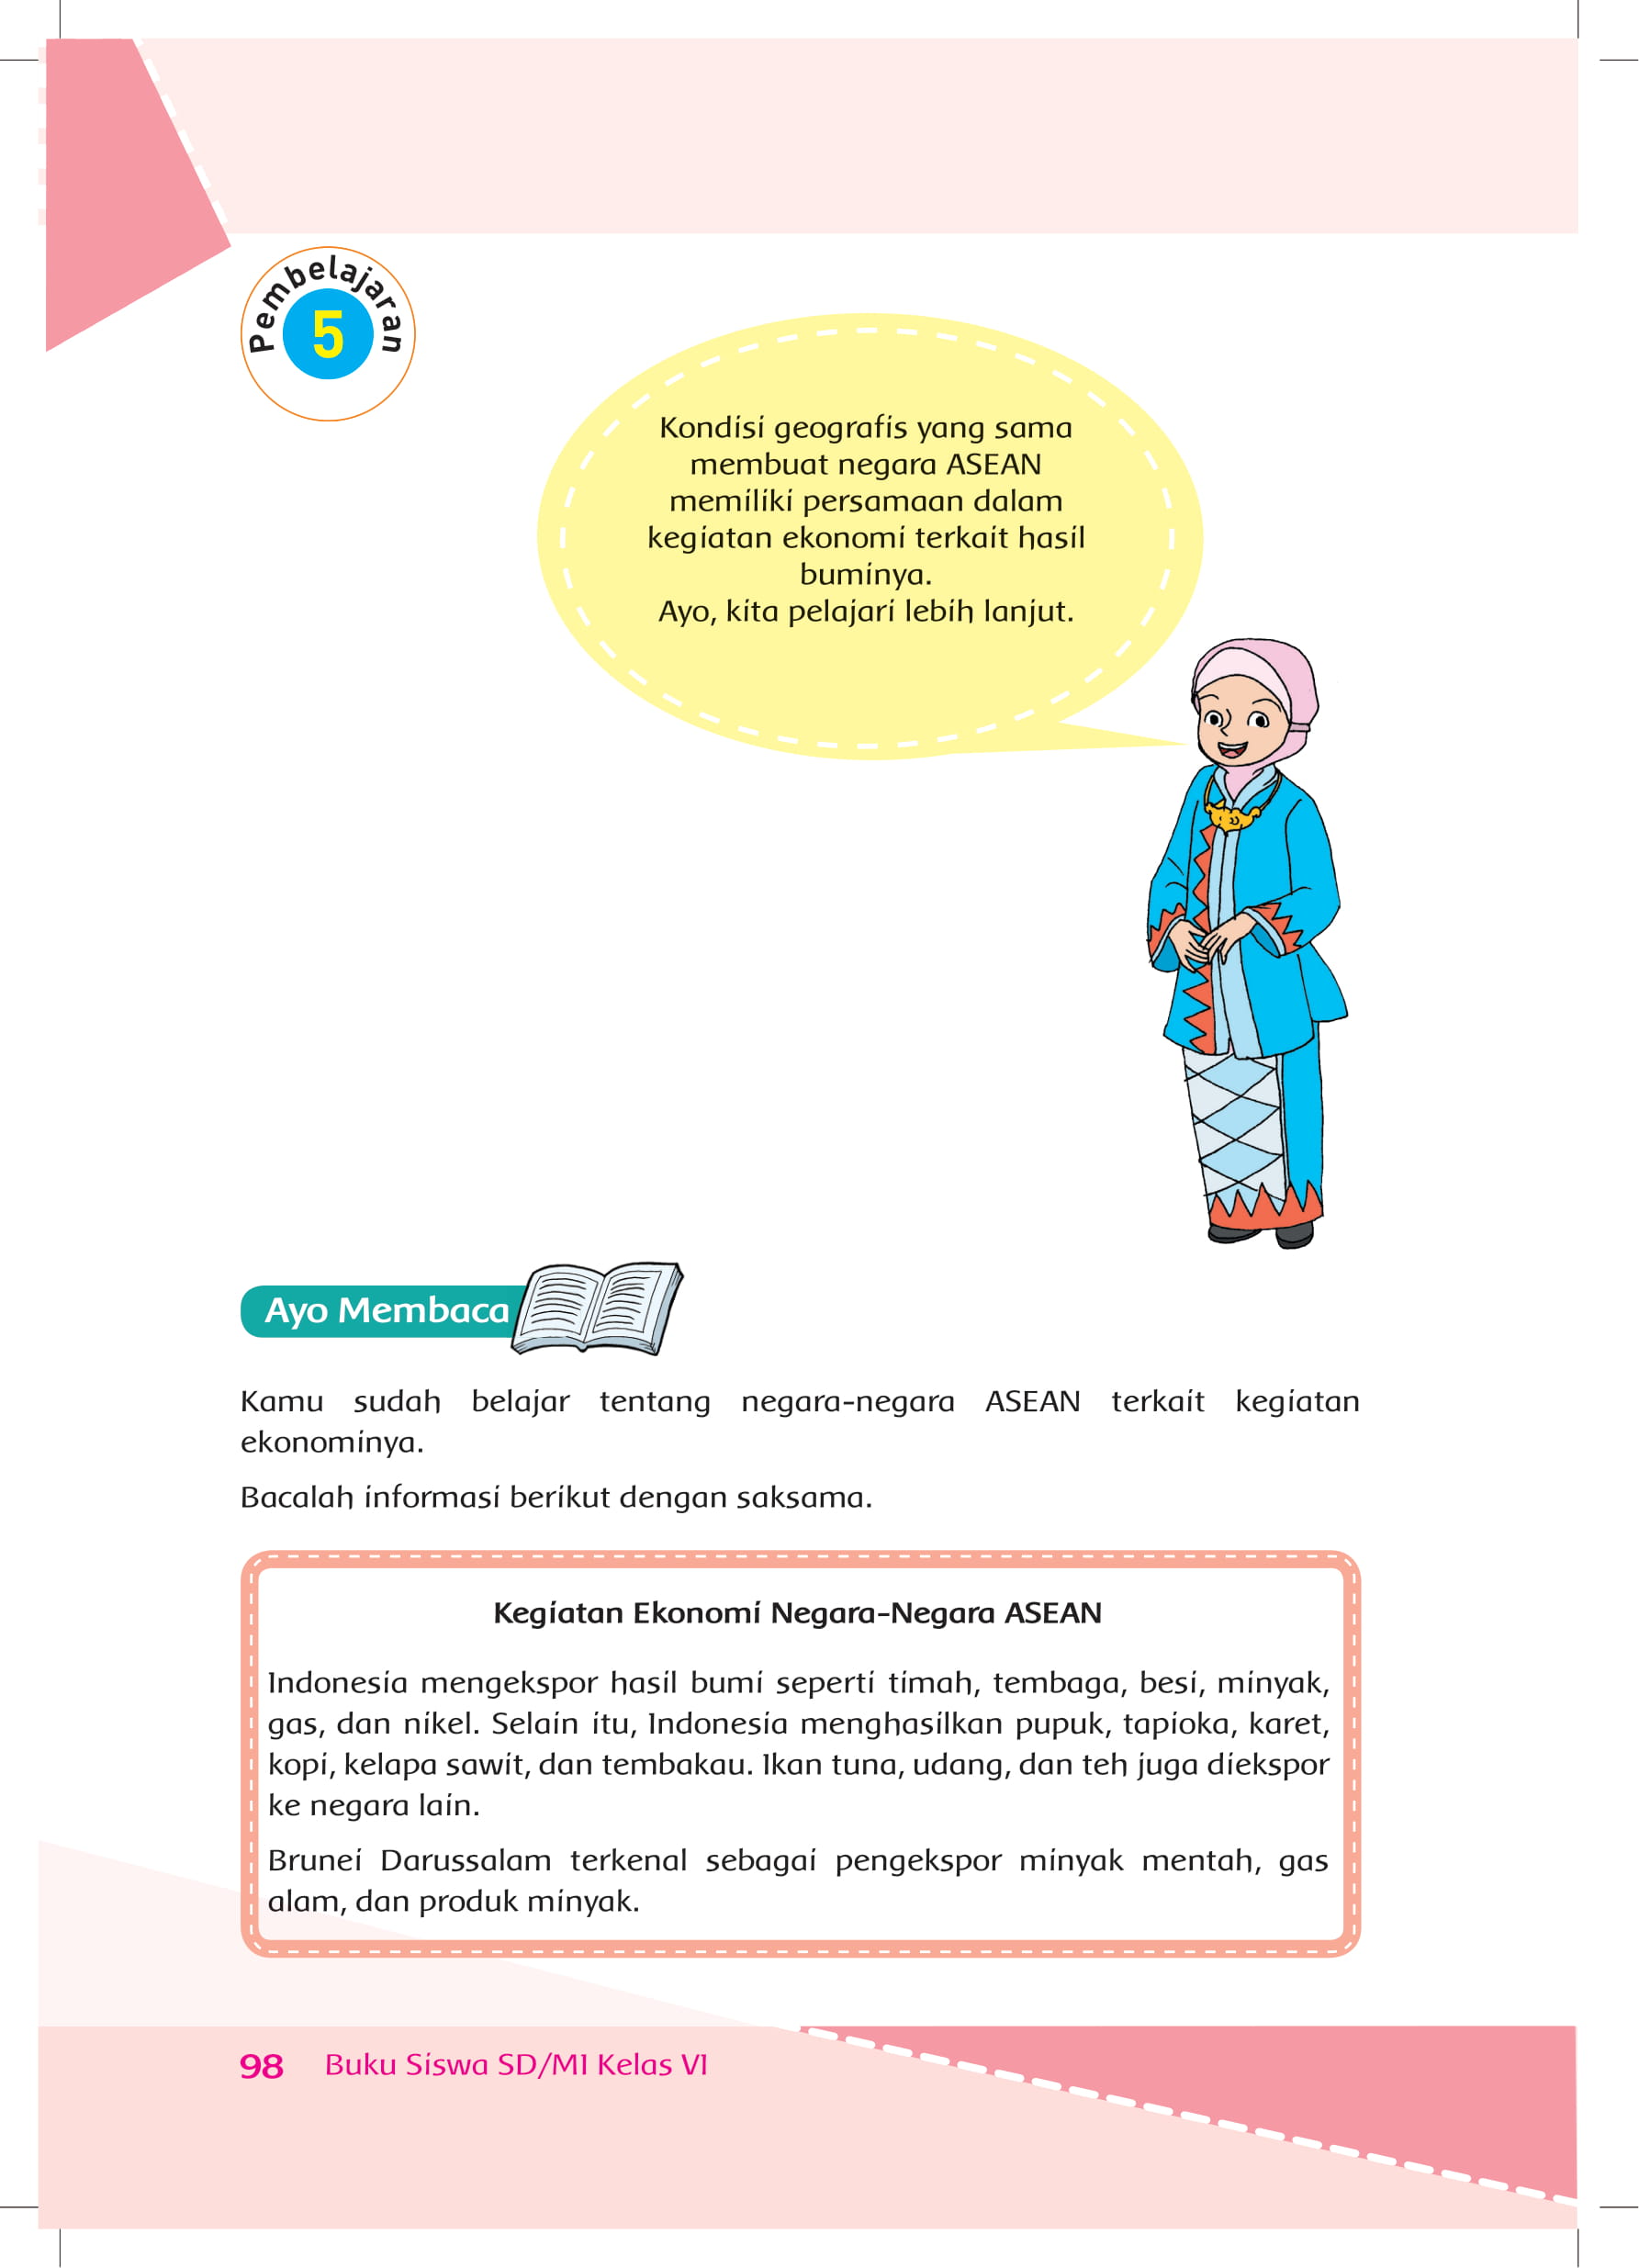 Pembelajaran
5
Kondisi geografis yang sama
membuat negara ASEAN
memiliki persamaan dalam
kegiatan ekonomi terkait hasil
buminya.
Ayo, kita pelajari lebih lanjut.
Ayo Membaca
Kamu sudah belajar tentang negara-negara ASEAN terkait kegiatan
ekonominya.
Bacalah informasi berikut dengan saksama.
Kegiatan Ekonomi Negara-Negara ASEAN
Indonesia mengekspor hasil bumi seperti timah, tembaga, besi, minyak,
gas, dan nikel. Selain itu, Indonesia menghasilkan pupuk, tapioka, karet,
kopi, kelapa sawit, dan tembakau. Ikan tuna, udang, dan teh juga diekspor
ke negara lain.
Brunei Darussalam terkenal sebagai pengekspor minyak mentah, gas
alam, dan produk minyak.
98 Buku Siswa SD/MI Kelas VI